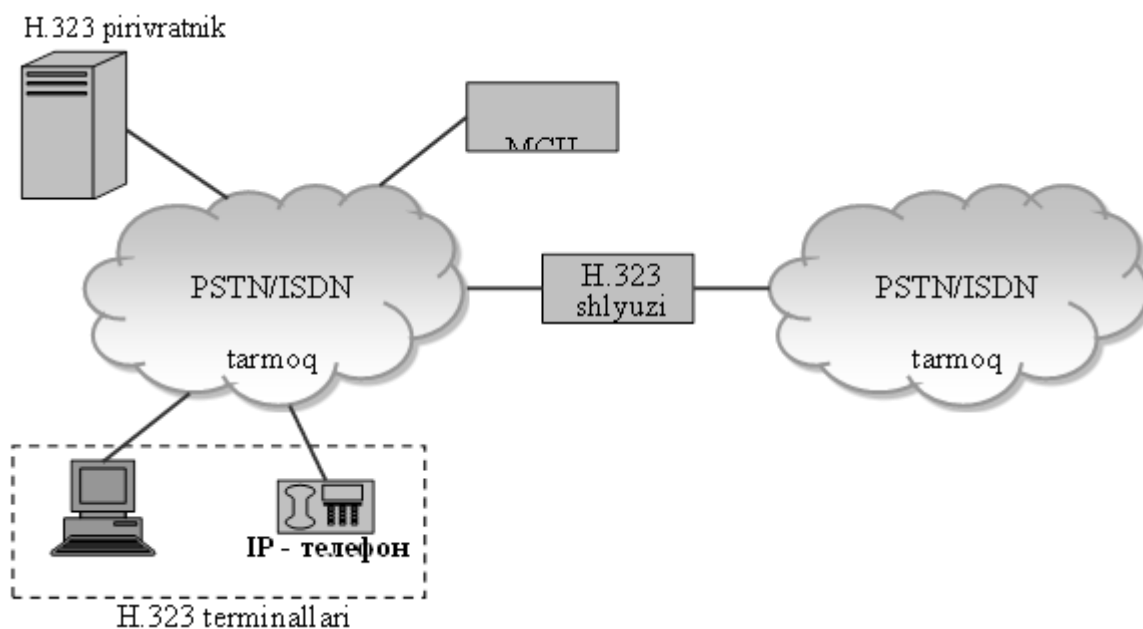 H.323 pirivratnik
PSTN/ISDN
tarmoq
H.323
shlyuzi
PSTN/ISDN
tarmoq
IP - телефон
H.323 terminallari